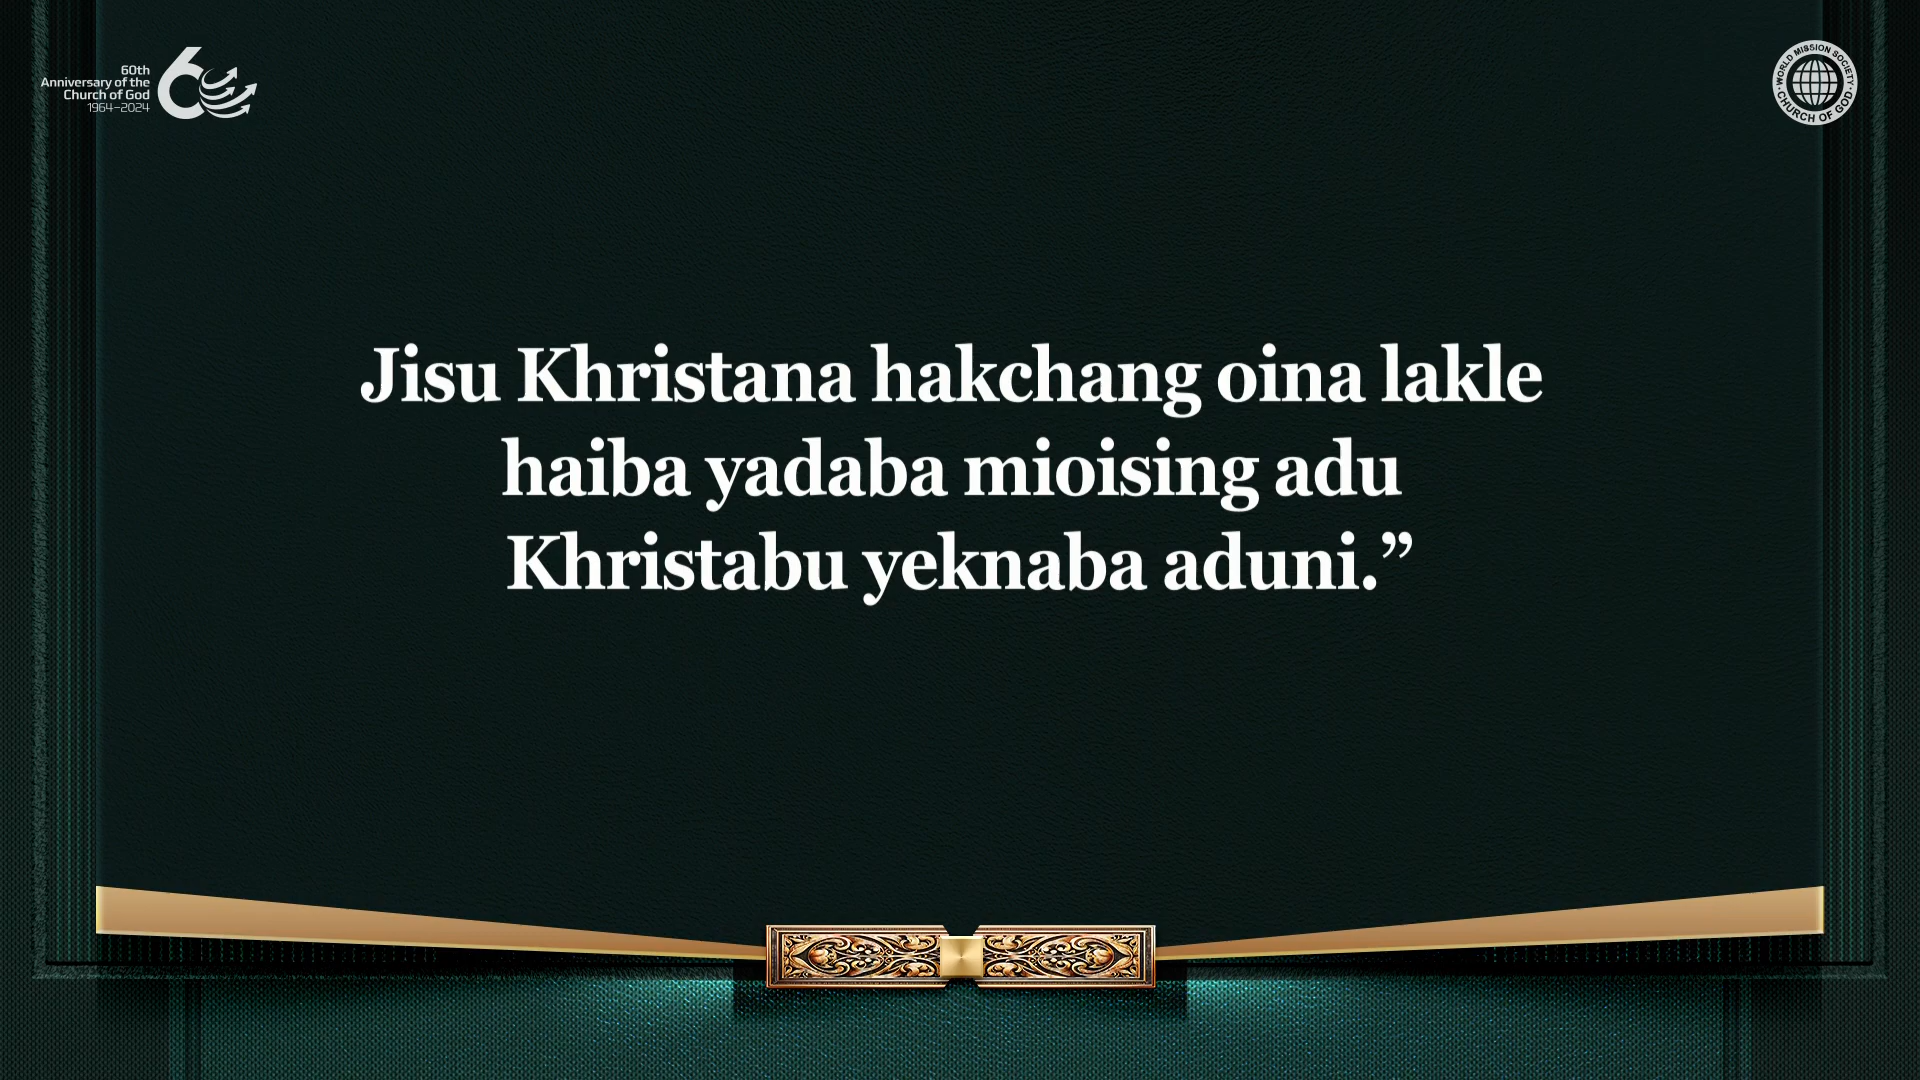 60th
Anniversary of the
Church of God
1964–2024
60
WORLD MISSION SOCIETY
CHURCH OF GOD
Jisu Khristana hakchang oina lakle
haiba yadaba mioising adu
Khristabu yeknaba aduni.”